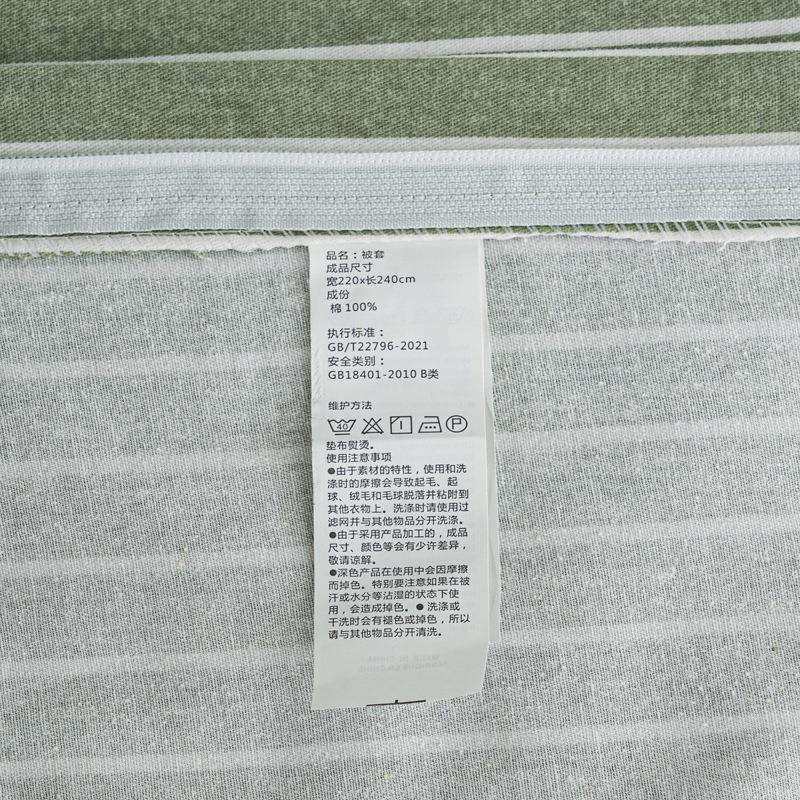 品名：被套
成品尺寸
宽220x长240cm
成份
棉 100%
执行标准：
GB/T22796-2021
安全类别：
GB18401-2010 B类
维护方法
40 P
垫布熨烫。
使用注意事项
●由于素材的特性，使用和洗
涤时的摩擦会导致起毛、起
球、绒毛和毛球脱落并粘附到
其他衣物上。洗涤时请使用过
滤网并与其他物品分开洗涤。
●由于采用产品加工的，成品
尺寸、颜色等会有少许差异，
敬请谅解。
●深色产品在使用中会因摩擦
而掉色。特别要注意如果在被
汗或水分等沾湿的状态下使
用，会造成掉色。● 洗涤或
干洗时会有褪色或掉色，所以
请与其他物品分开清洗。